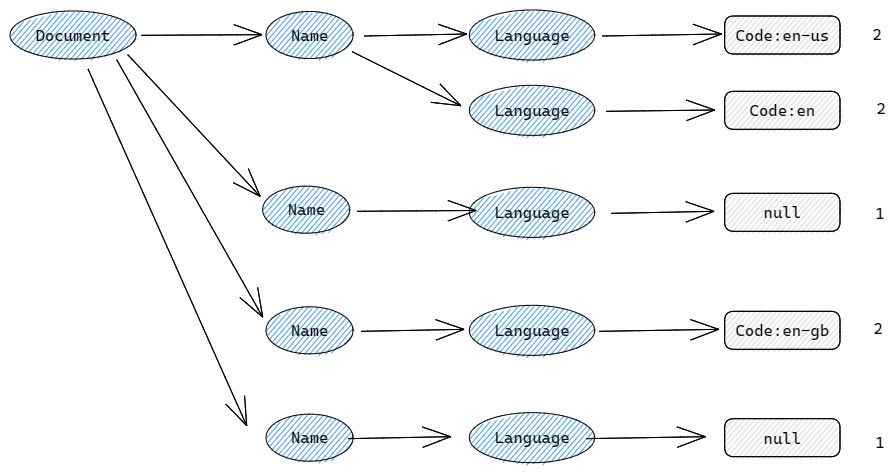 Document Name Language Code:en-us 2
Language Code:en 2
Name Language null 1
Name Language Code:en-gb 2
Name Language null 1